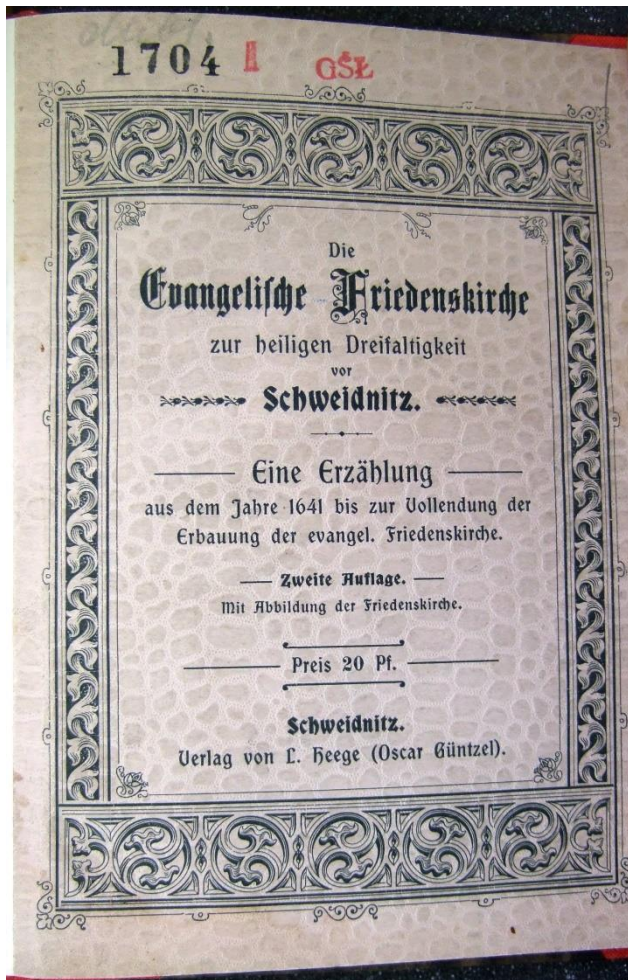 1704 I GŚŁ
Die
Evangeliſche Friedenskirche
zur heiligen Dreifaltigkeit
vor
Schweidnitz.
Eine Erzählung
aus dem Jahre 1641 bis zur Vollendung der
Erbauung der evangel. Friedenskirche.
Zweite Auflage.
Mit Abbildung der Friedenskirche.
Preis 20 Pf.
Schweidnitz.
Verlag von L. Heege (Oscar Güntzel).